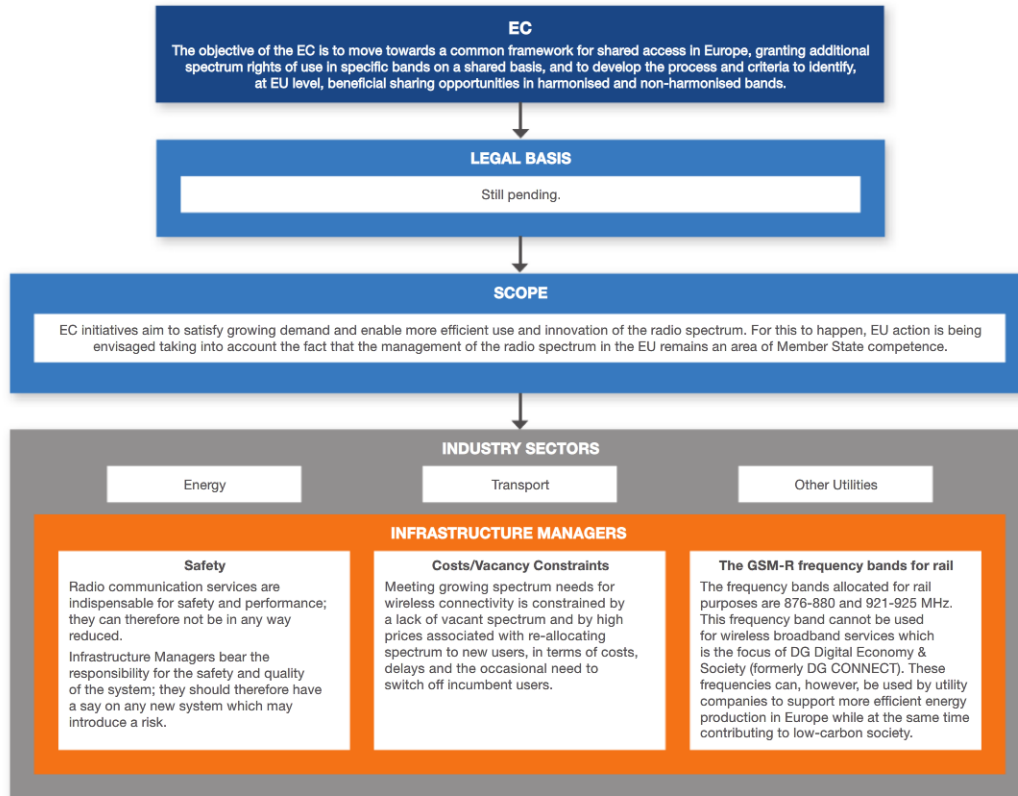 EC
The objective of the EC is to move towards a common framework for shared access in Europe, granting additional
spectrum rights of use in specific bands on a shared basis, and to develop the process and criteria to identify,
at EU level, beneficial sharing opportunities in harmonised and non-harmonised bands.
LEGAL BASIS
Still pending.
SCOPE
EC initiatives aim to satisfy growing demand and enable more efficient use and innovation of the radio spectrum. For this to happen, EU action is being
envisaged taking into account the fact that the management of the radio spectrum in the EU remains an area of Member State competence.
INDUSTRY SECTORS
Energy
Transport
Other Utilities
INFRASTRUCTURE MANAGERS
Safety
Radio communication services are
indispensable for safety and performance;
they can therefore not be in any way
reduced.
Infrastructure Managers bear the
responsibility for the safety and quality
of the system; they should therefore have
a say on any new system which may
introduce a risk.
Costs/Vacancy Constraints
Meeting growing spectrum needs for
wireless connectivity is constrained by
a lack of vacant spectrum and by high
prices associated with re-allocating
spectrum to new users, in terms of costs,
delays and the occasional need to
switch off incumbent users.
The GSM-R frequency bands for rail
The frequency bands allocated for rail
purposes are 876-880 and 921-925 MHz.
This frequency band cannot be used
for wireless broadband services which
is the focus of DG Digital Economy &
Society (formerly DG CONNECT). These
frequencies can, however, be used by utility
companies to support more efficient energy
production in Europe while at the same time
contributing to low-carbon society.